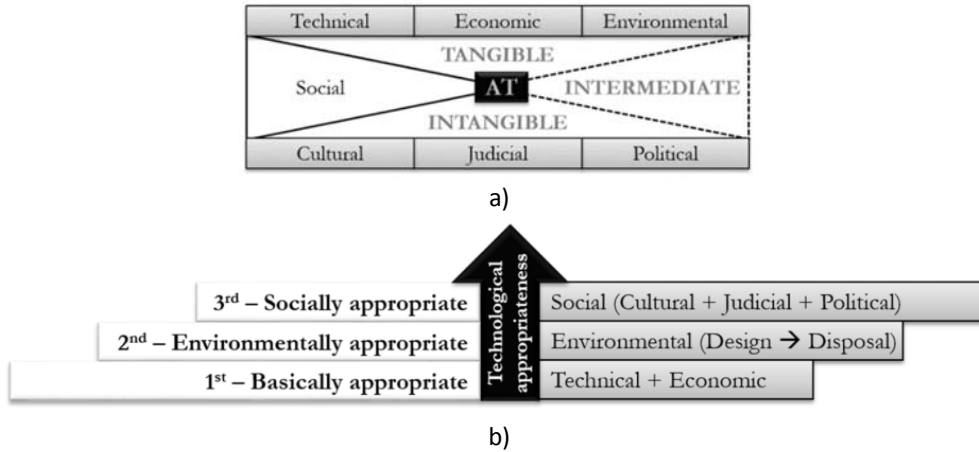 Technical Economic Environmental
TANGIBLE
Social AT INTERMEDIATE
INTANGIBLE
Cultural Judicial Political
a)
Technological appropriateness
3rd – Socially appropriate Social (Cultural + Judicial + Political)
2nd – Environmentally appropriate Environmental (Design → Disposal)
1st – Basically appropriate Technical + Economic
b)